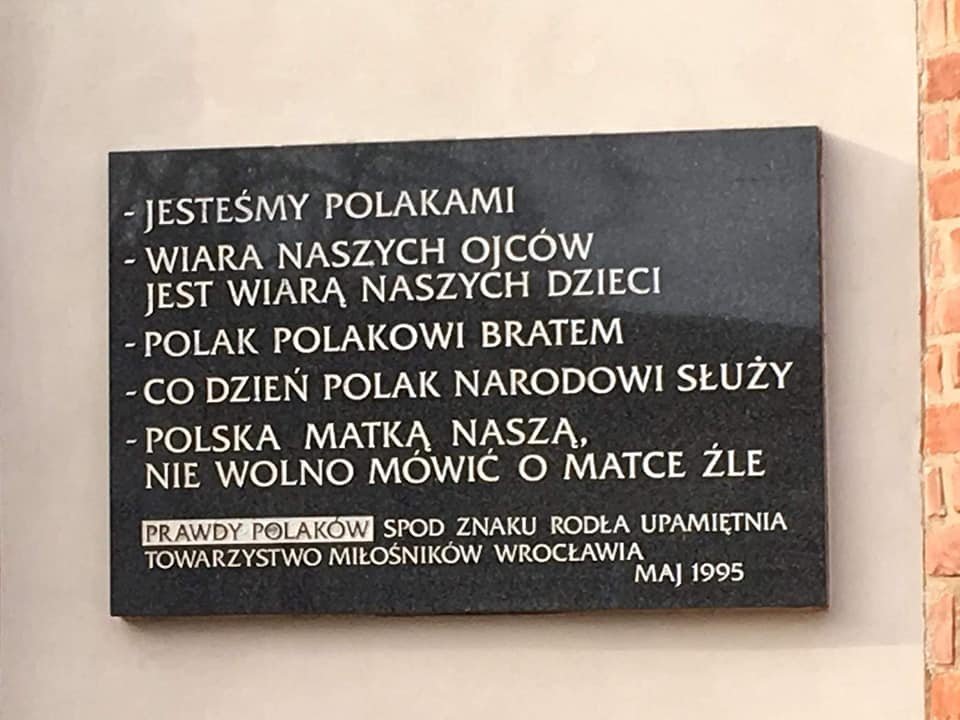 - JESTEŚMY POLAKAMI
- WIARA NASZYCH OJCÓW
JEST WIARĄ NASZYCH DZIECI
- POLAK POLAKOWI BRATEM
- CO DZIEŃ POLAK NARODOWI SŁUŻY
- POLSKA MATKĄ NASZĄ,
NIE WOLNO MÓWIĆ O MATCE ŹLE
PRAWDY POLAKÓW SPOD ZNAKU RODŁA UPAMIĘTNIA
TOWARZYSTWO MIŁOŚNIKÓW WROCŁAWIA
MAJ 1995